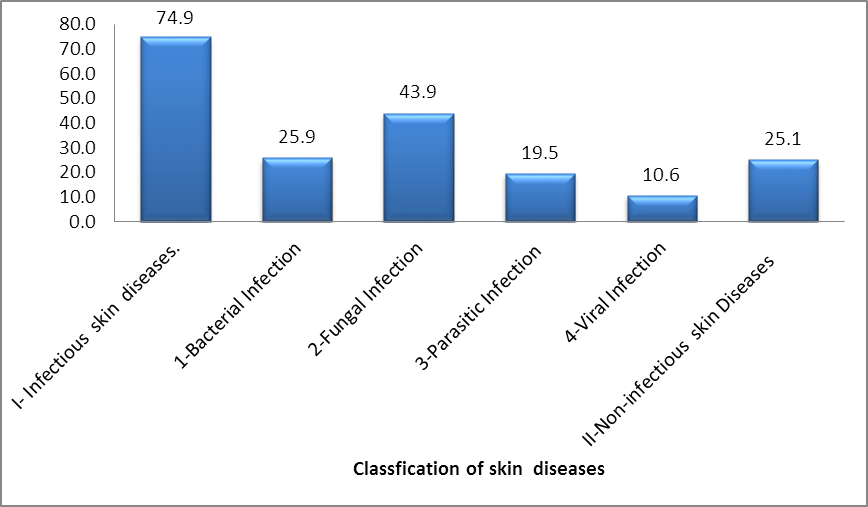 80.0
70.0
60.0
50.0
40.0
30.0
20.0
10.0
0.0
74.9
25.9
43.9
19.5
10.6
25.1
I- Infectious skin diseases.
1-Bacterial Infection
2-Fungal Infection
3-Parasitic Infection
4-Viral Infection
II-Non-infectious skin Diseases
Classfication of skin diseases